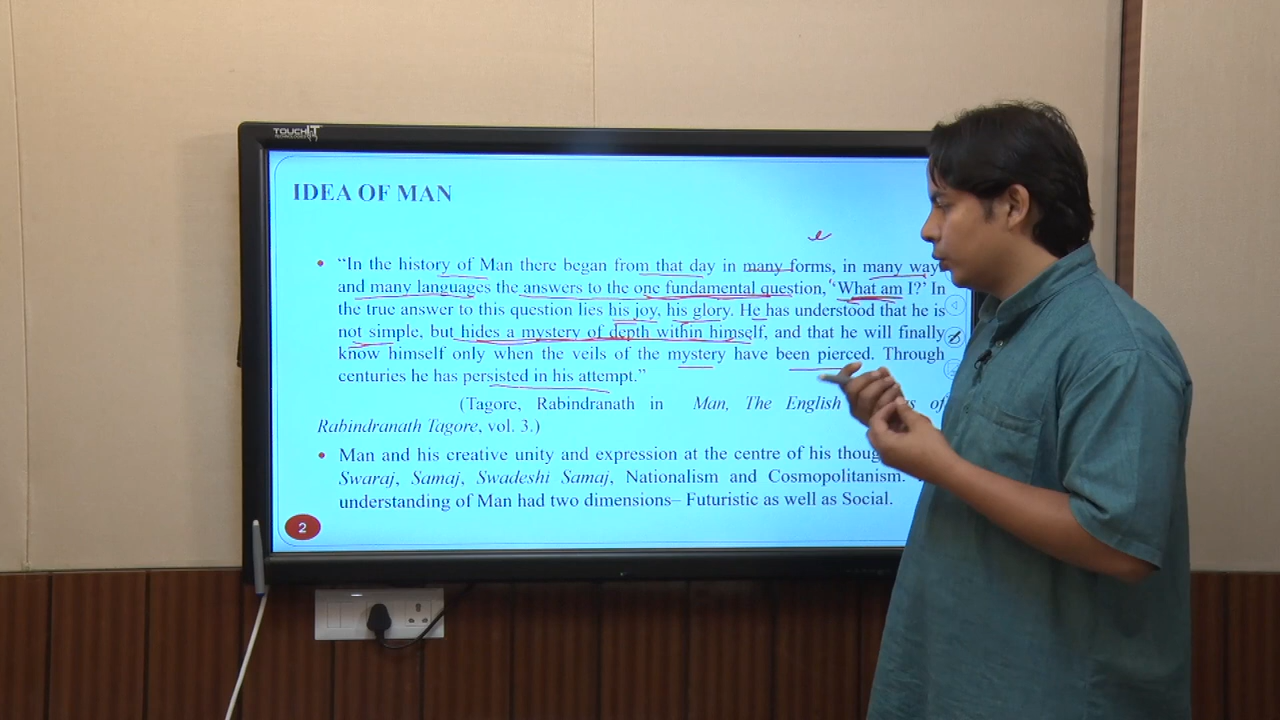 TOUCHIT
IDEA OF MAN
• “In the history of Man there began from that day in many forms, in many way
and many languages the answers to the one fundamental question, ‘What am I?’ In
the true answer to this question lies his joy, his glory. He has understood that he is
not simple, but hides a mystery of depth within himself, and that he will finally
know himself only when the veils of the mystery have been pierced. Through
centuries he has persisted in his attempt.”
(Tagore, Rabindranath in Man, The English of
Rabindranath Tagore, vol. 3.)
• Man and his creative unity and expression at the centre of his
Swaraj, Samaj, Swadeshi Samaj, Nationalism and Cosmopolitanism.
understanding of Man had two dimensions– Futuristic as well as Social.
2